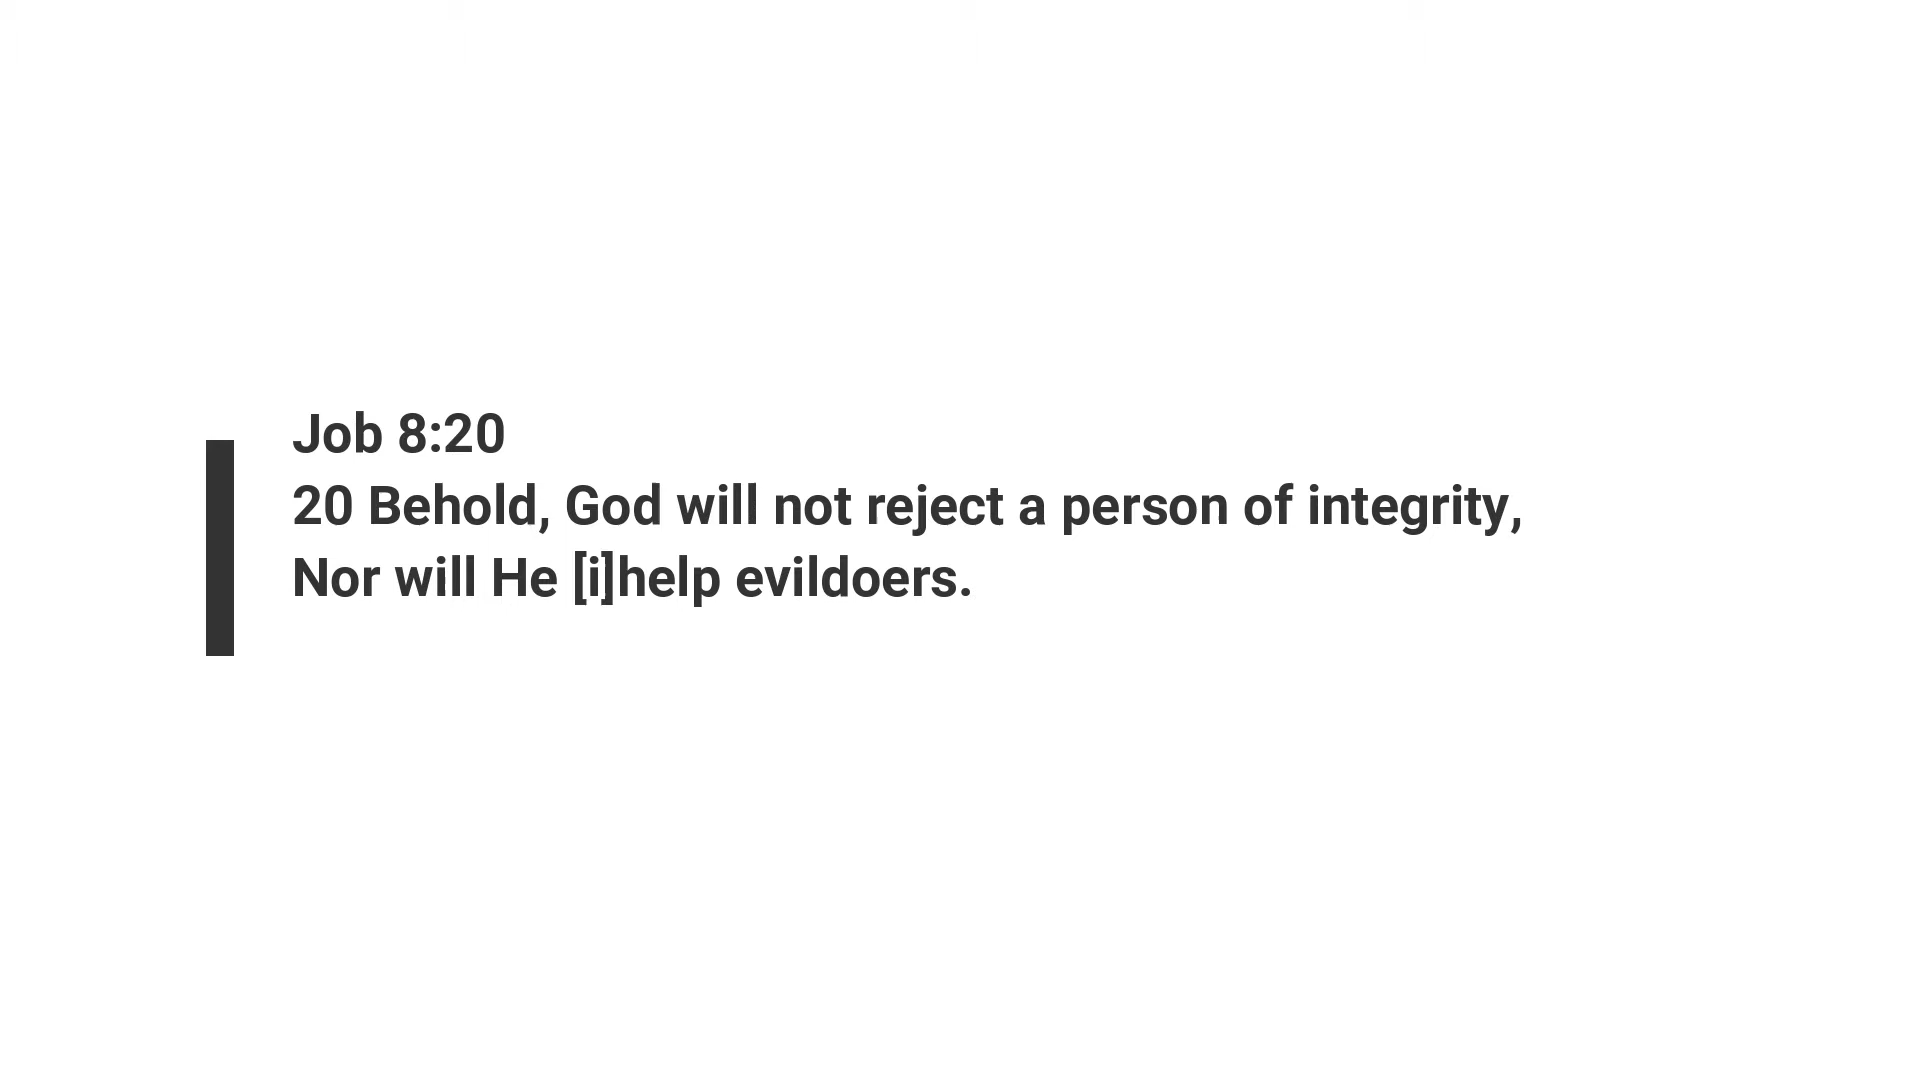 Job 8:20
20 Behold, God will not reject a person of integrity,
Nor will He [i]help evildoers.